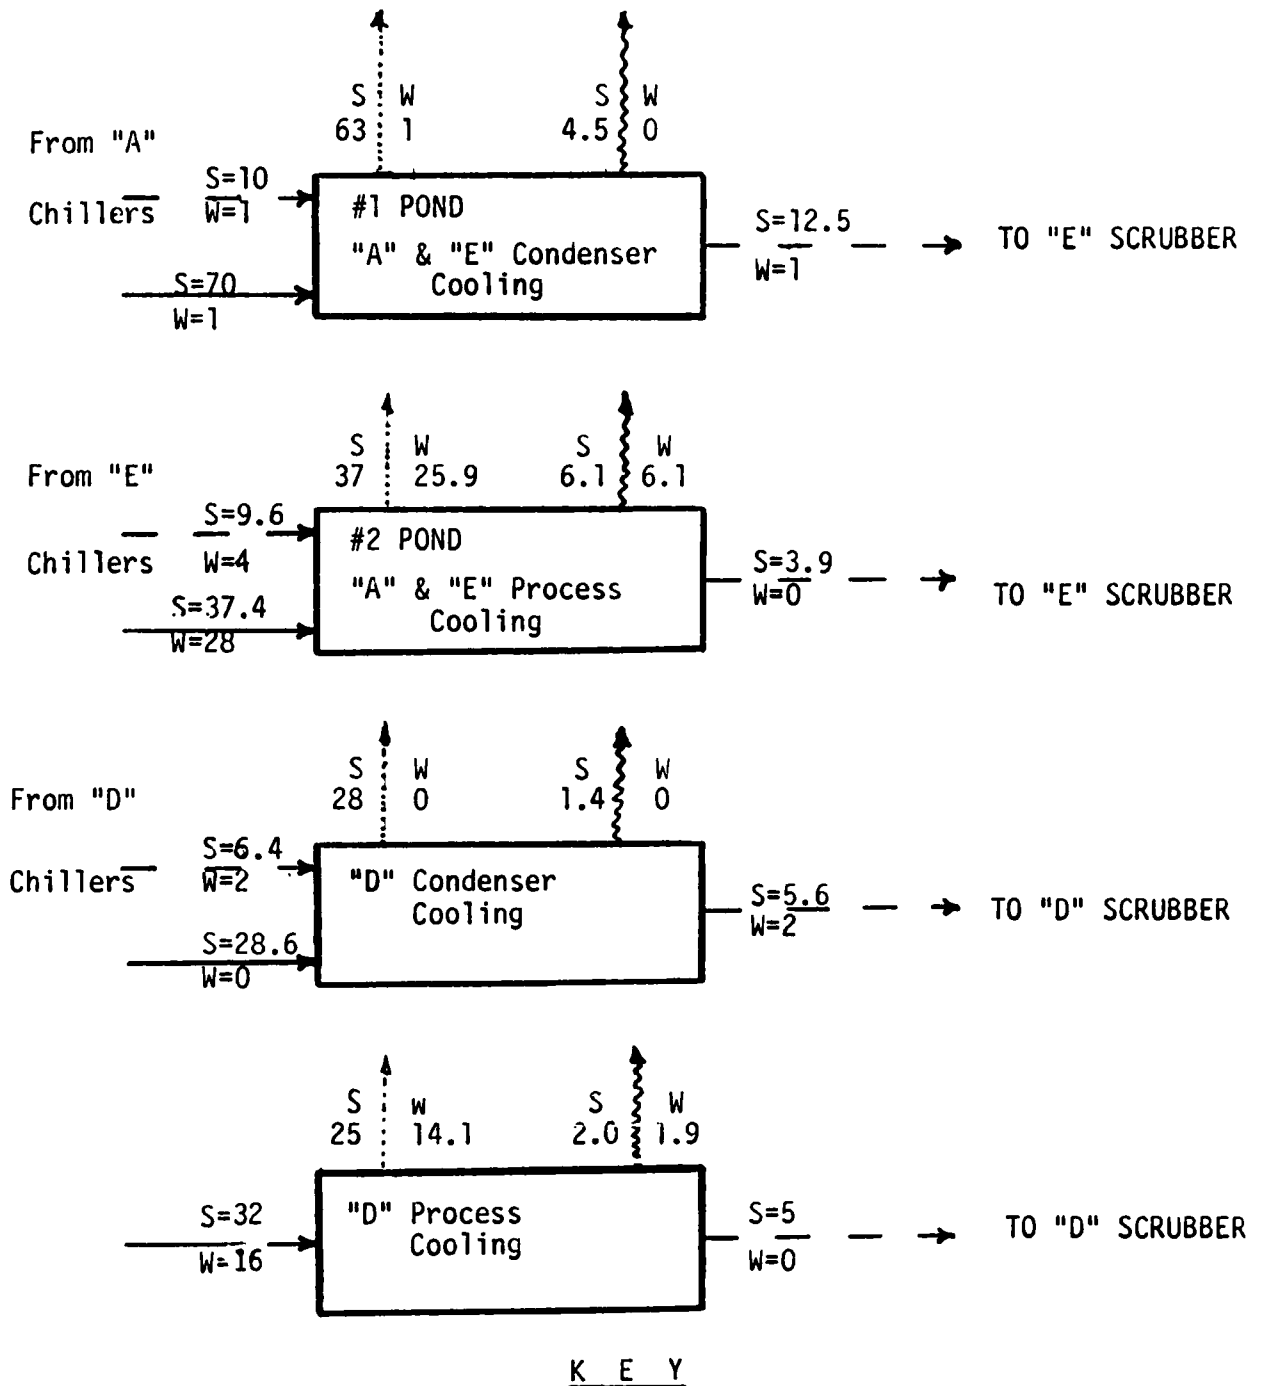 S W S W
63 1 4.5 0
From "A"
Chillers
S=10
W=1
S=70
W=1
#1 POND
"A" & "E" Condenser
Cooling
S=12.5
W=1
TO "E" SCRUBBER
S W S W
37 25.9 6.1 6.1
From "E"
Chillers
S=9.6
W=4
S=37.4
W=28
#2 POND
"A" & "E" Process
Cooling
S=3.9
W=0
TO "E" SCRUBBER
S W S W
28 0 1.4 0
From "D"
Chillers
S=6.4
W=2
S=28.6
W=0
"D" Condenser
Cooling
S=5.6
W=2
TO "D" SCRUBBER
S W S W
25 14.1 2.0 1.9
S=32
W=16
"D" Process
Cooling
S=5
W=0
TO "D" SCRUBBER
K E Y